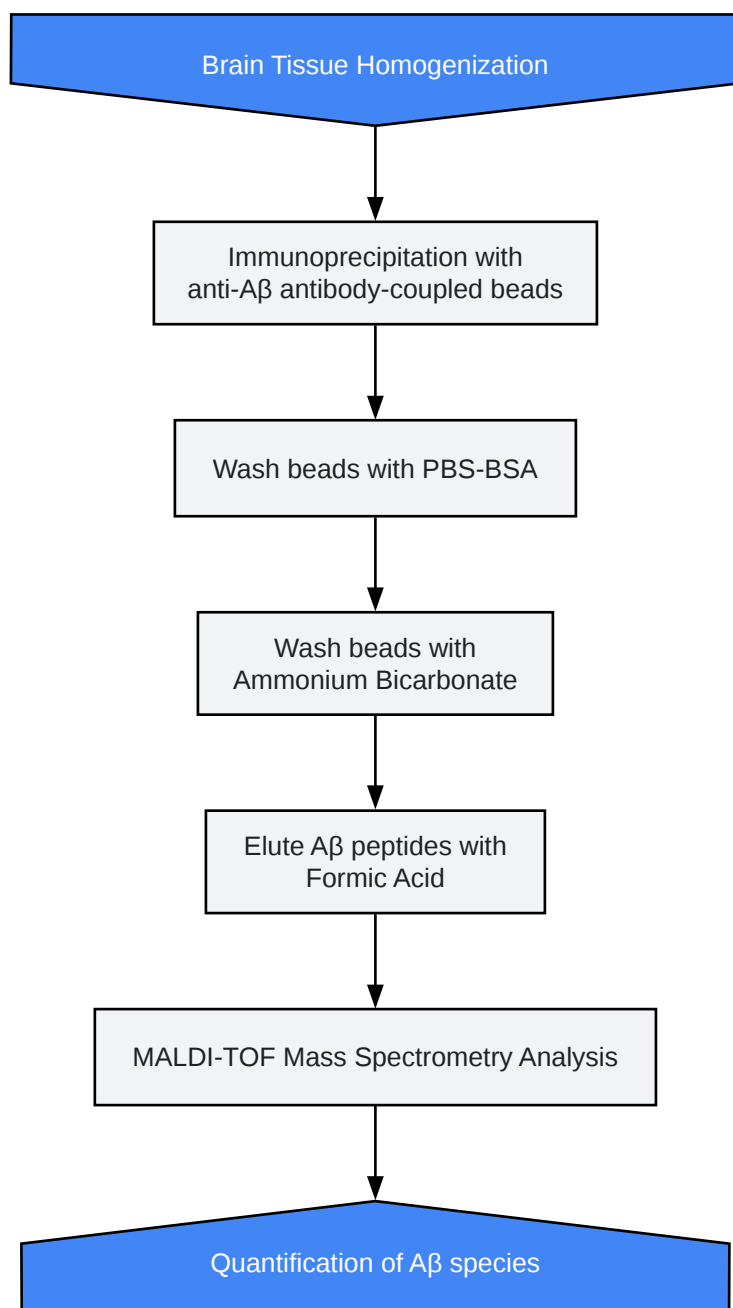 Brain Tissue Homogenization
Immunoprecipitation with
anti-Aβ antibody-coupled beads
Wash beads with PBS-BSA
Wash beads with
Ammonium Bicarbonate
Elute Aβ peptides with
Formic Acid
MALDI-TOF Mass Spectrometry Analysis
Quantification of Aβ species